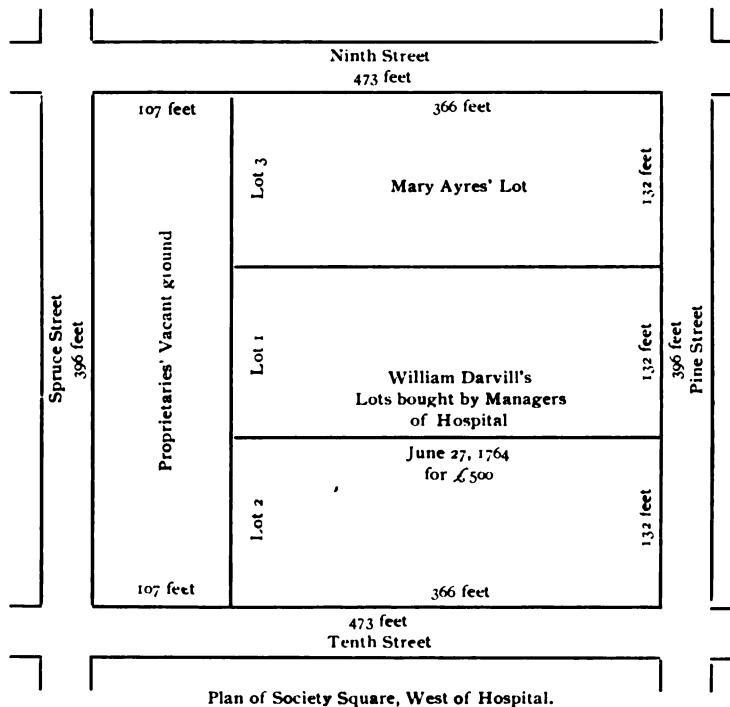 Ninth Street
473 feet
107 feet
366 feet
Lot 3
Mary Ayres' Lot
132 feet
Spruce Street
396 feet
Proprietaries' Vacant ground
Lot 1
William Darvill's
Lots bought by Managers
of Hospital
132 feet
396 feet
Pine Street
June 27, 1764
for £500
Lot 2
132 feet
107 feet
366 feet
473 feet
Tenth Street
Plan of Society Square, West of Hospital.